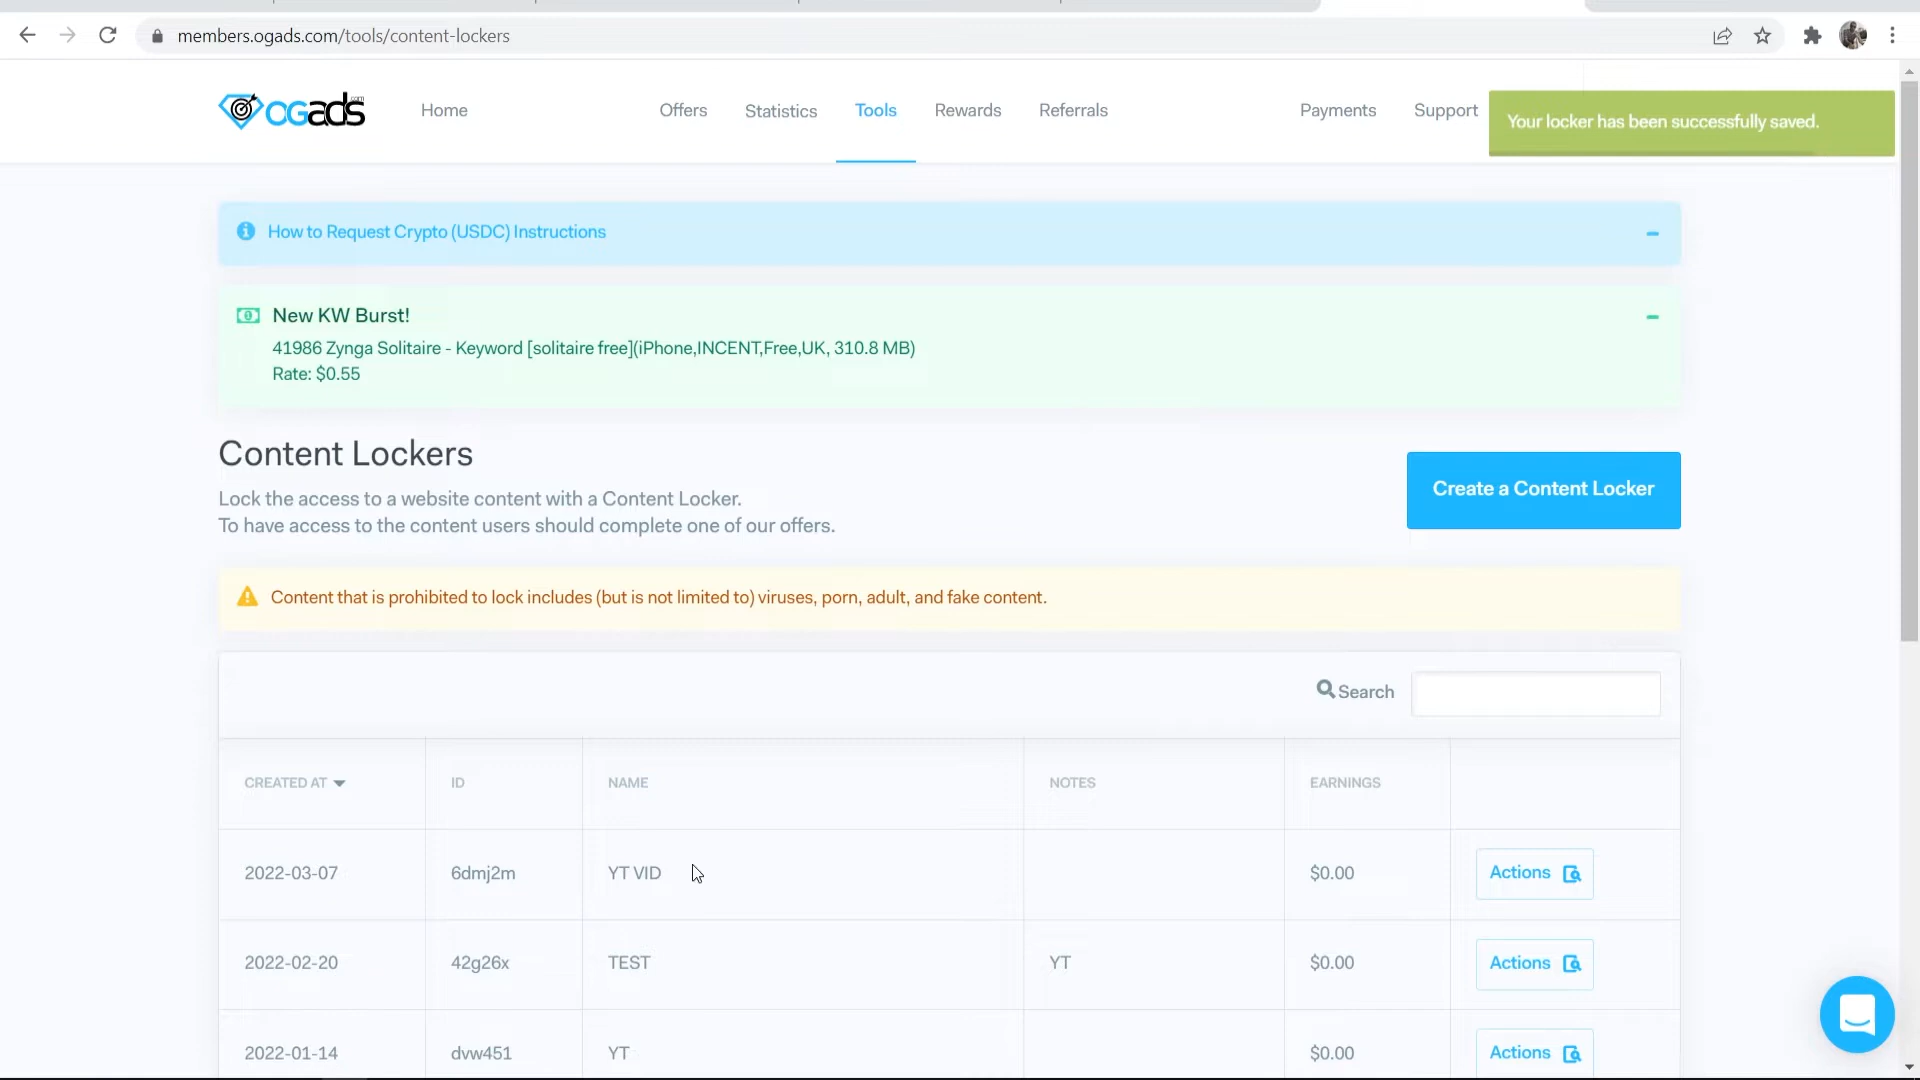 members.ogads.com/tools/content-lockers
OGads.com
Home
Offers
Statistics
Tools
Rewards
Referrals
Payments
Support
Your locker has been successfully saved.
How to Request Crypto (USDC) Instructions
New KW Burst!
41986 Zynga Solitaire - Keyword [solitaire free](iPhone,INCENT,Free,UK, 310.8 MB)
Rate: $0.55
Content Lockers
Lock the access to a website content with a Content Locker.
To have access to the content users should complete one of our offers.
Create a Content Locker
Content that is prohibited to lock includes (but is not limited to) viruses, porn, adult, and fake content.
Search
CREATED AT ID NAME NOTES EARNINGS
2022-03-07 6dmj2m YT VID $0.00 Actions
2022-02-20 42g26x TEST YT $0.00 Actions
2022-01-14 dvw451 YT $0.00 Actions